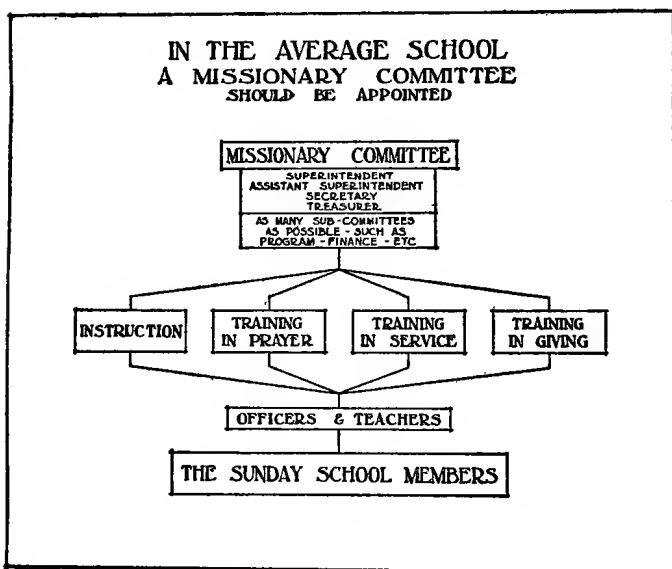 IN THE AVERAGE SCHOOL
A MISSIONARY COMMITTEE
SHOULD BE APPOINTED
MISSIONARY COMMITTEE
SUPERINTENDENT
ASSISTANT SUPERINTENDENT
SECRETARY
TREASURER
AS MANY SUB-COMMITTEES
AS POSSIBLE - SUCH AS
PROGRAM - FINANCE - ETC
INSTRUCTION
TRAINING
IN PRAYER
TRAINING
IN SERVICE
TRAINING
IN GIVING
OFFICERS & TEACHERS
THE SUNDAY SCHOOL MEMBERS